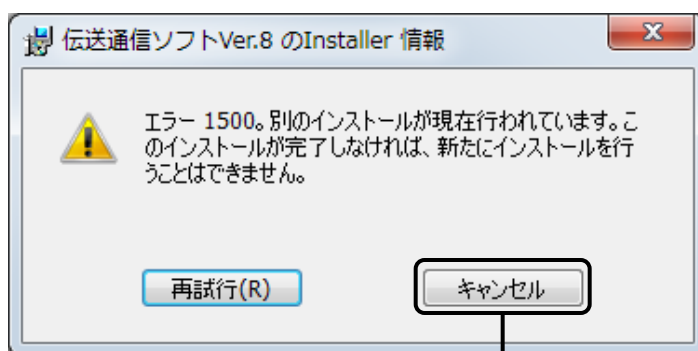 伝送通信ソフトVer.8 のInstaller 情報
エラー 1500。別のインストールが現在行われています。こ
のインストールが完了しなければ、新たにインストールを行
うことはできません。
再試行(R)
キャンセル